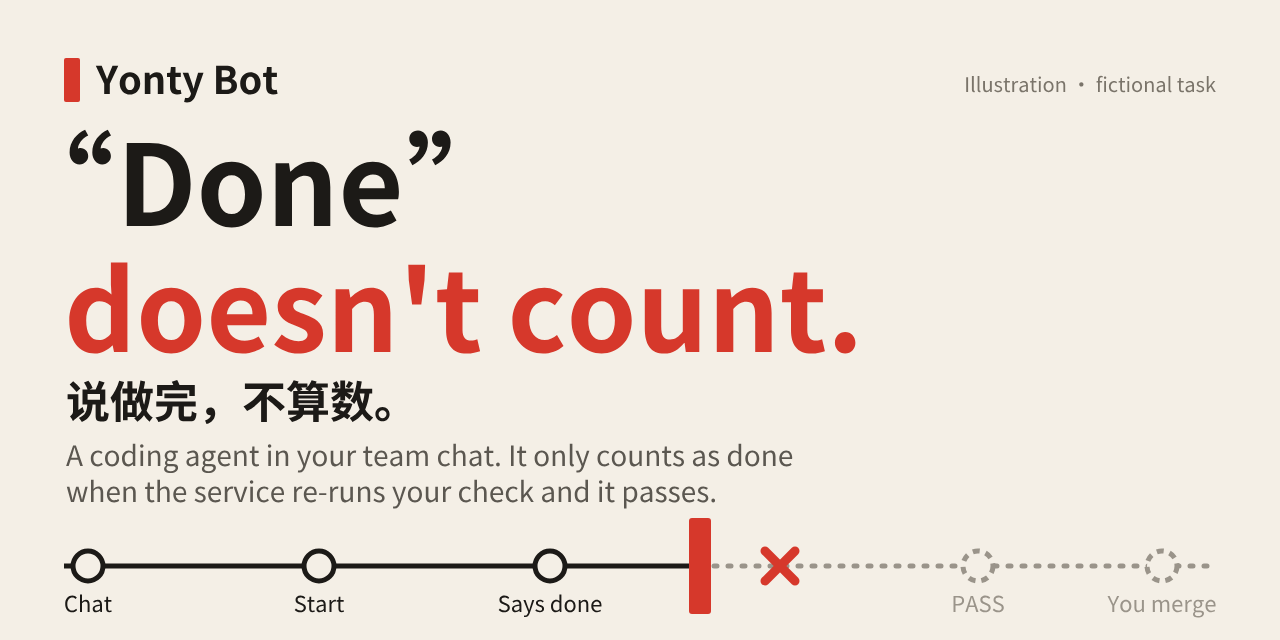 Yonty Bot
Illustration · fictional task
“Done”
doesn't count.
说做完，不算数。
A coding agent in your team chat. It only counts as done
when the service re-runs your check and it passes.
Chat
Start
Says done
PASS
You merge